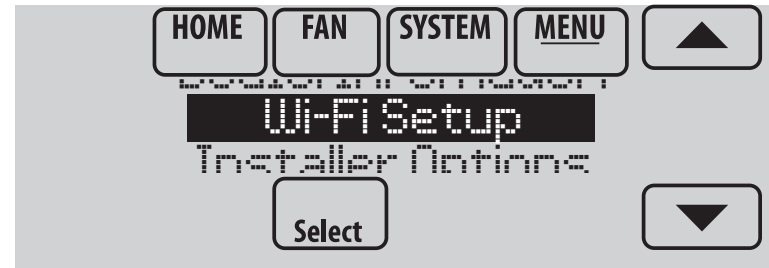 HOME FAN SYSTEM MENU
Wi-Fi Setup
Installer Options
Select